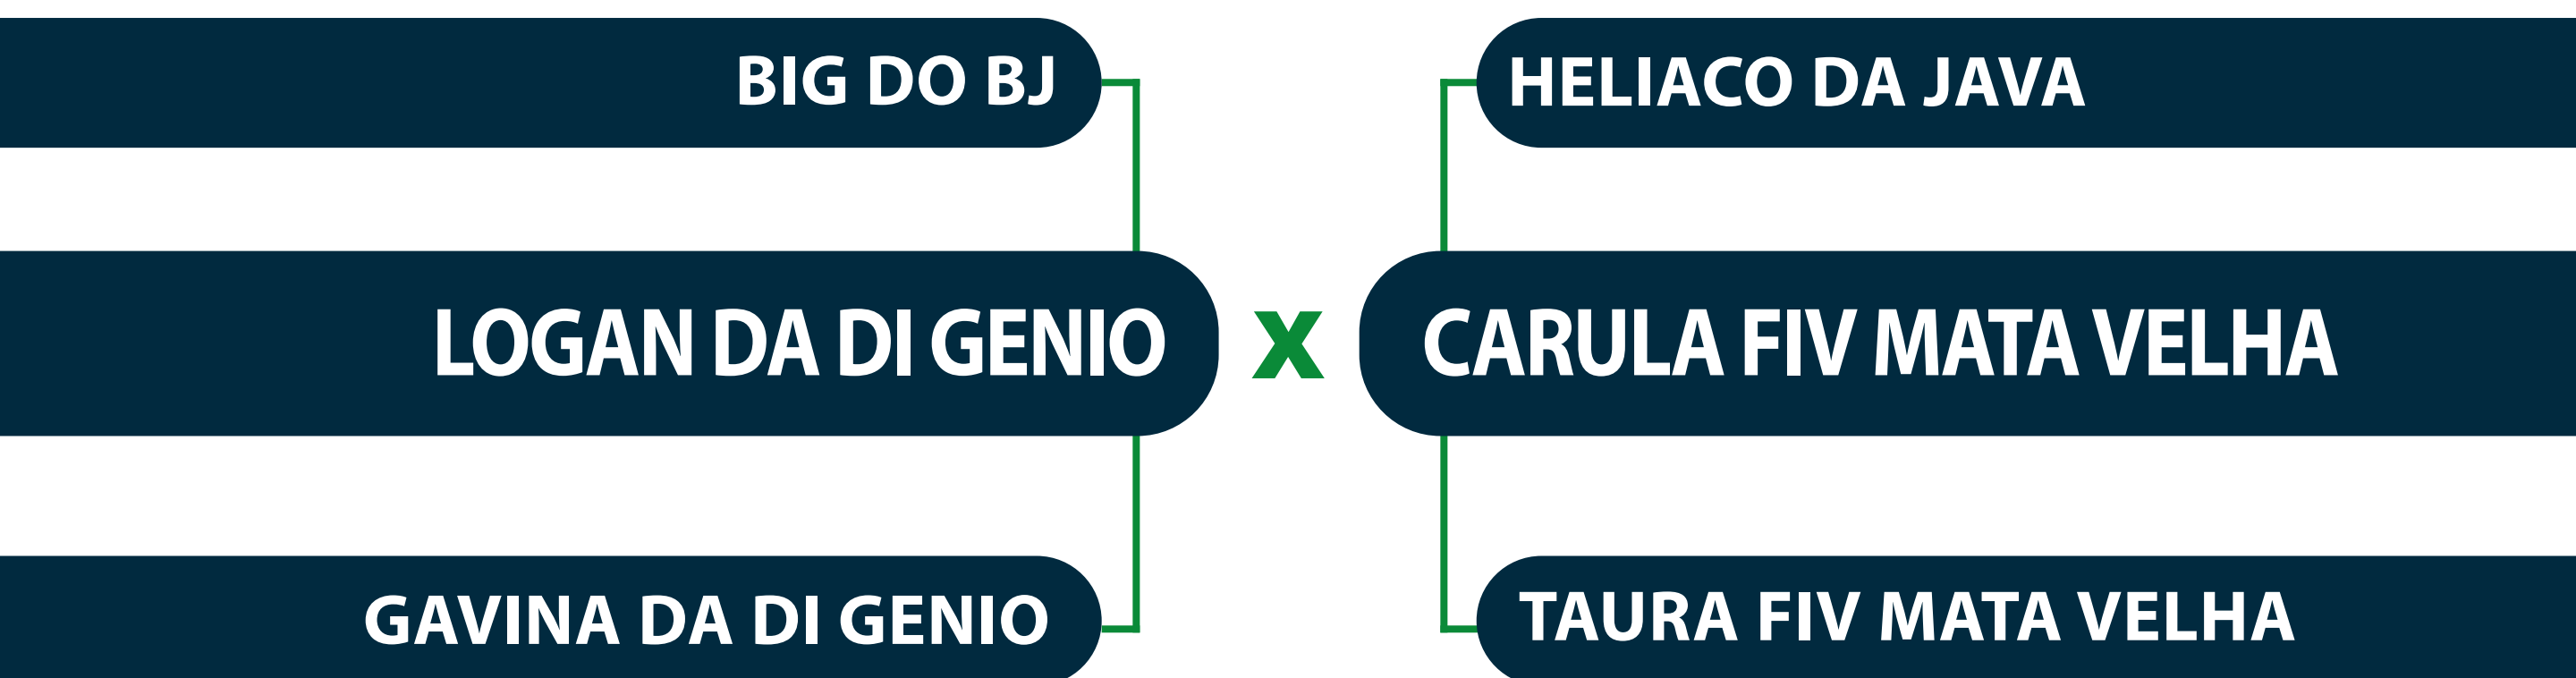 BIG DO BJ
HELIACO DA JAVA
LOGAN DA DI GENIO X CARULA FIV MATA VELHA
GAVINA DA DI GENIO
TAURA FIV MATA VELHA